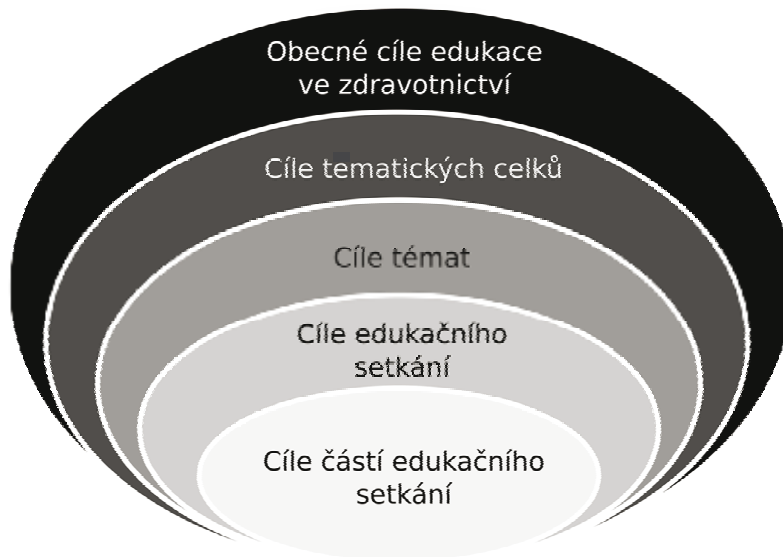 Obecné cíle edukace
ve zdravotnictví
Cíle tematických celků
Cíle témat
Cíle edukačního
setkání
Cíle částí edukačního
setkání